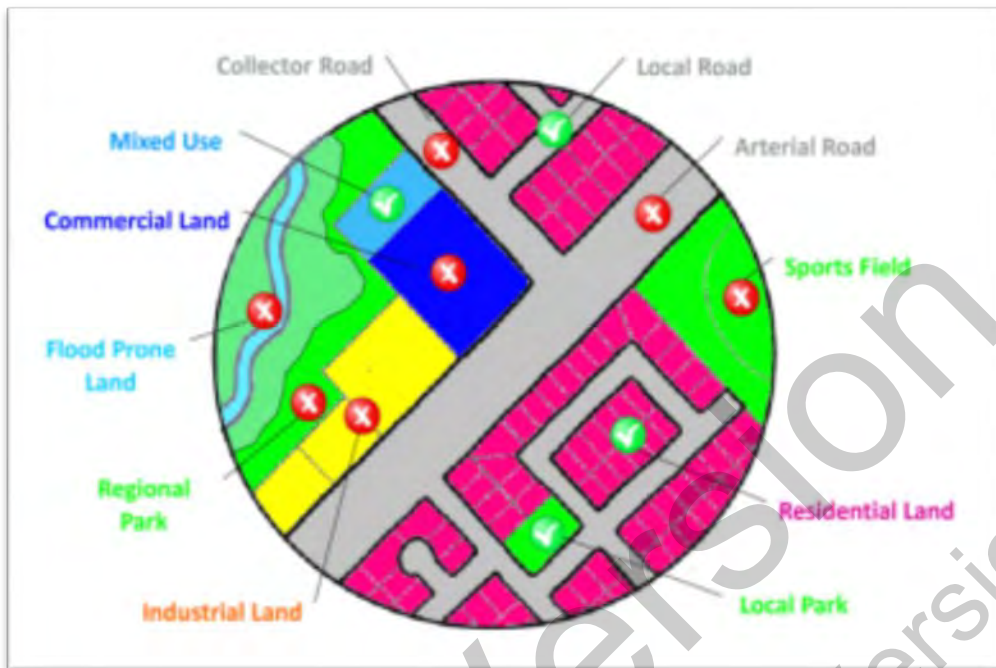 Collector Road
Local Road
Mixed Use
Arterial Road
Commercial Land
Sports Field
Flood Prone
Land
Regional
Park
Residential Land
Industrial Land
Local Park
Version